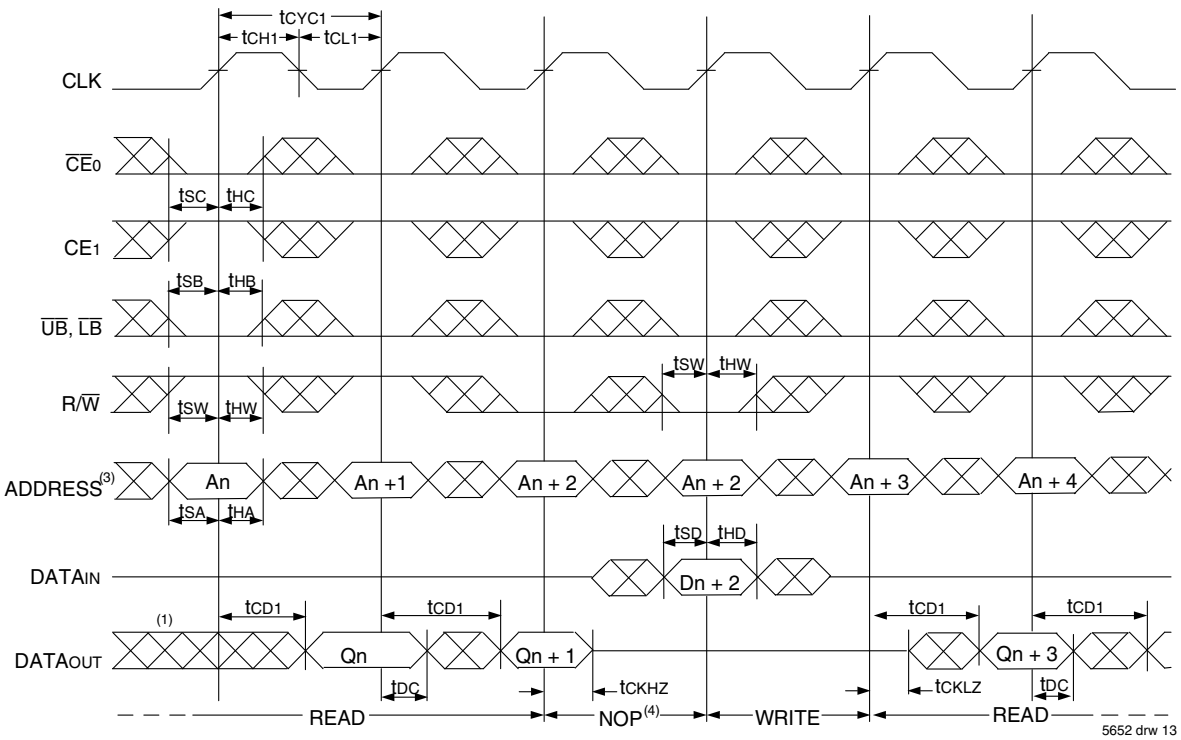 tCYC1
tCH1 tCL1
CLK
CE0
tSC tHC
CE1
tSB tHB
UB, LB
tSW tHW
R/W
tSW tHW
ADDRESS(3) An An +1 An + 2 An + 2 An + 3 An + 4
tSA tHA
tSD tHD
DATAIN Dn + 2
tCD1 tCD1 tCD1 tCD1
(1)
DATAOUT Qn Qn + 1 Qn + 3
tDC tCKHZ tCKLZ tDC
READ NOP(4) WRITE READ
5652 drw 13